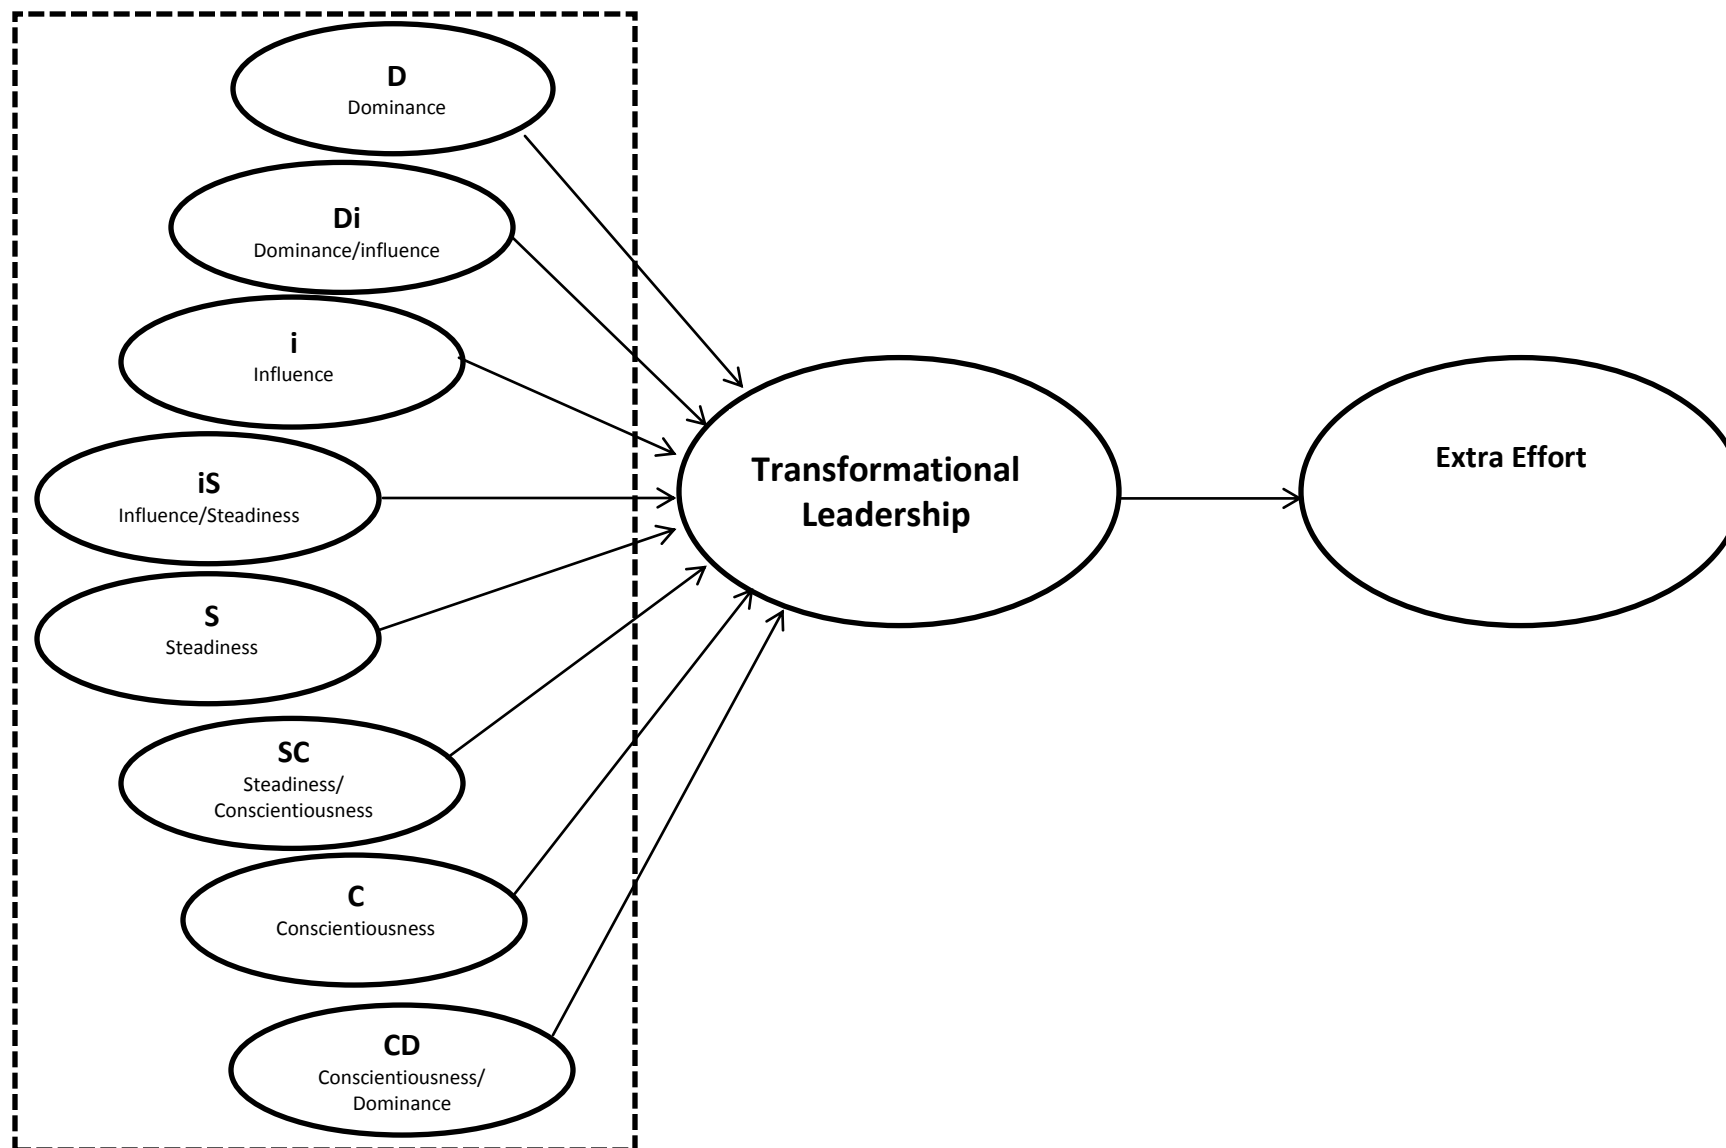 D
Dominance
Di
Dominance/influence
i
Influence
iS
Influence/Steadiness
S
Steadiness
SC
Steadiness/
Conscientiousness
C
Conscientiousness
CD
Conscientiousness/
Dominance
Transformational
Leadership
Extra Effort